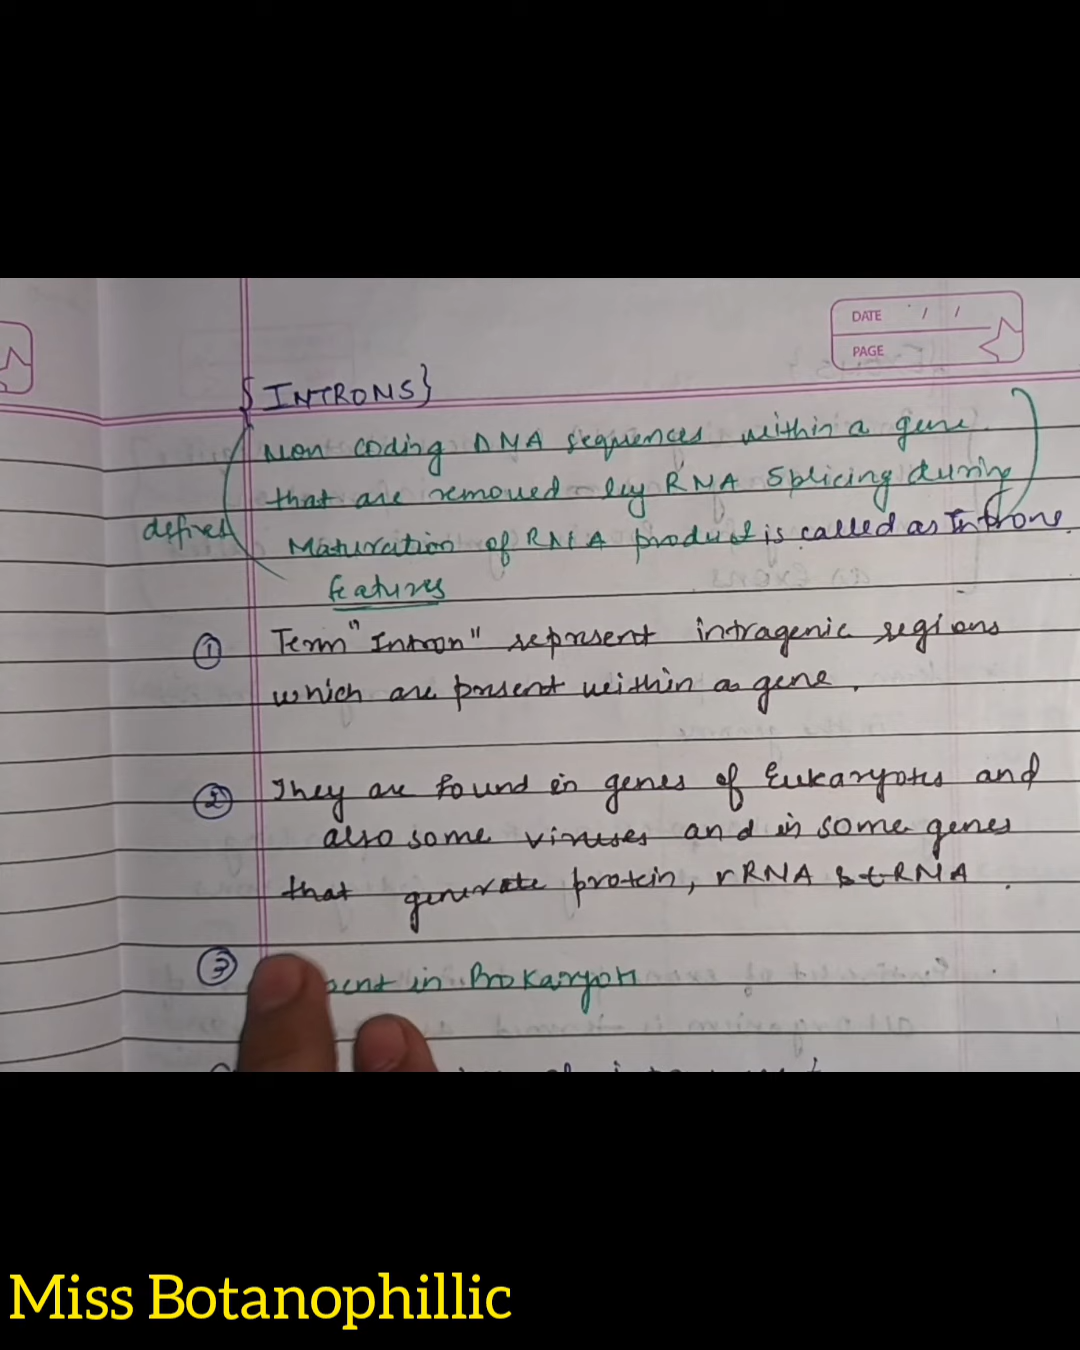 DATE / /
PAGE
{INTRONS}
Non coding DNA sequences within a gene
that are removed by RNA Splicing during
defines
Maturation of RNA product is called as Introns.
features
① Term "Intron" represent intragenic regions
which are present within a gene.
② They are found in genes of Eukaryotes and
also some viruses and in some genes
that generate protein, rRNA & tRNA.
③ sent in Prokaryots
Miss Botanophillic